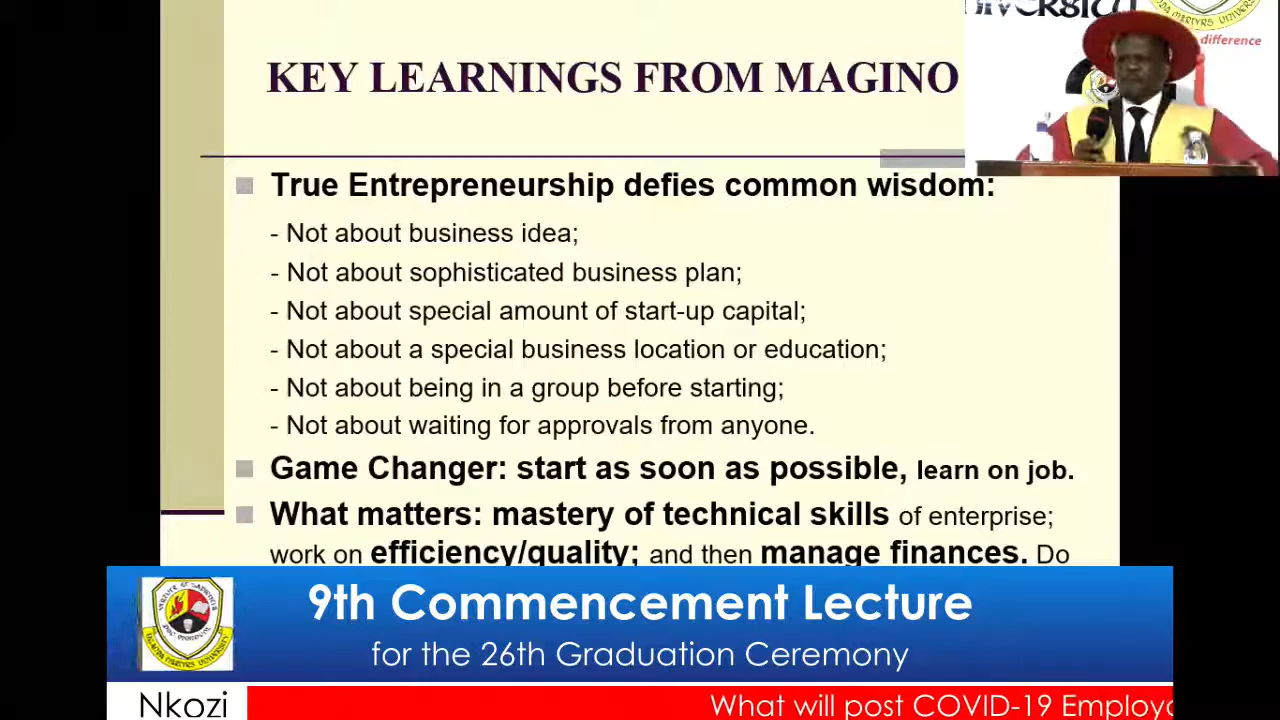 KEY LEARNINGS FROM MAGINO
difference
True Entrepreneurship defies common wisdom:
- Not about business idea;
- Not about sophisticated business plan;
- Not about special amount of start-up capital;
- Not about a special business location or education;
- Not about being in a group before starting;
- Not about waiting for approvals from anyone.
Game Changer: start as soon as possible, learn on job.
What matters: mastery of technical skills of enterprise;
work on efficiency/quality; and then manage finances. Do
9th Commencement Lecture
for the 26th Graduation Ceremony
UGANDA MARTYRS UNIVERSITY
Nkozi
What will post COVID-19